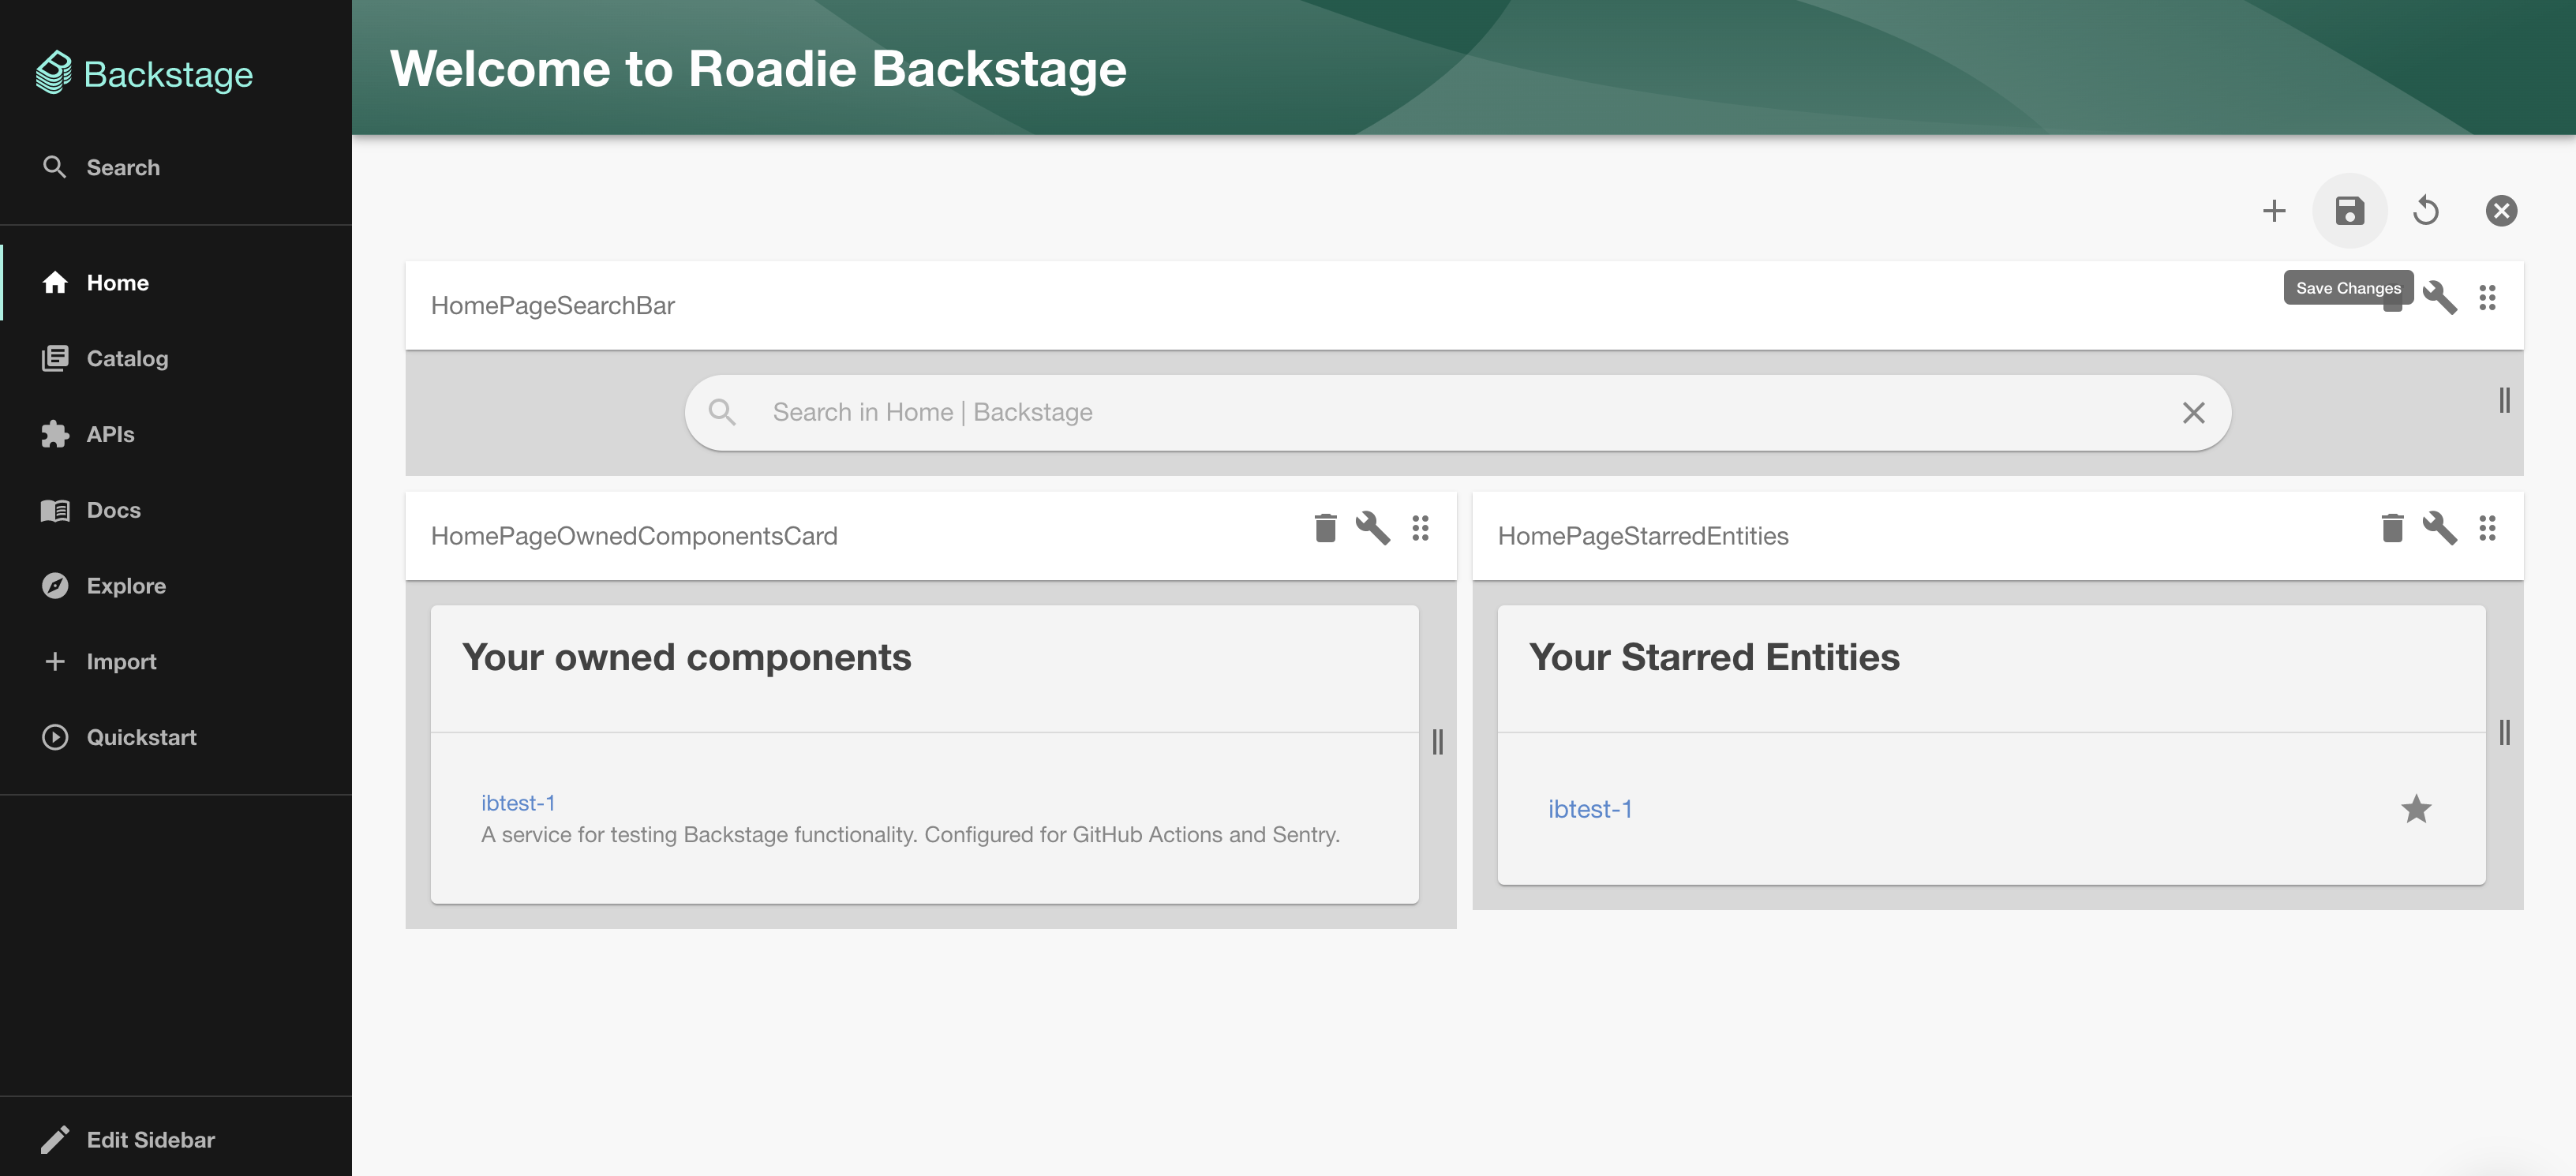 Backstage
Search
Home
Catalog
APIs
Docs
Explore
Import
Quickstart
Edit Sidebar
Welcome to Roadie Backstage
Save Changes
HomePageSearchBar
Search in Home | Backstage
HomePageOwnedComponentsCard
Your owned components
ibtest-1
A service for testing Backstage functionality. Configured for GitHub Actions and Sentry.
HomePageStarredEntities
Your Starred Entities
ibtest-1